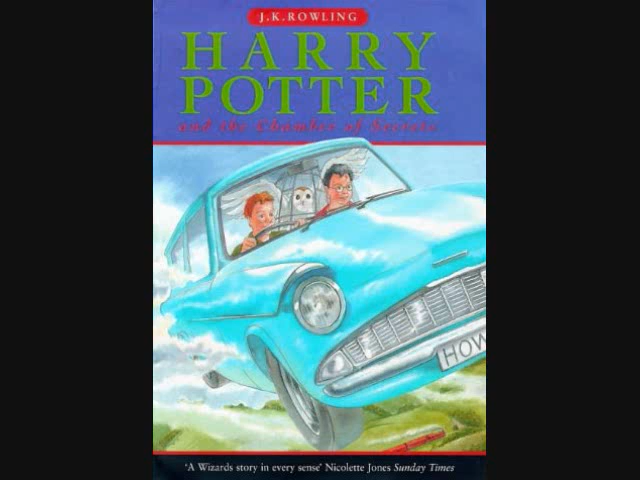 J.K.ROWLING
HARRY
POTTER
and the Chamber of Secrets
HOW
'A Wizards story in every sense' Nicolette Jones Sunday Times